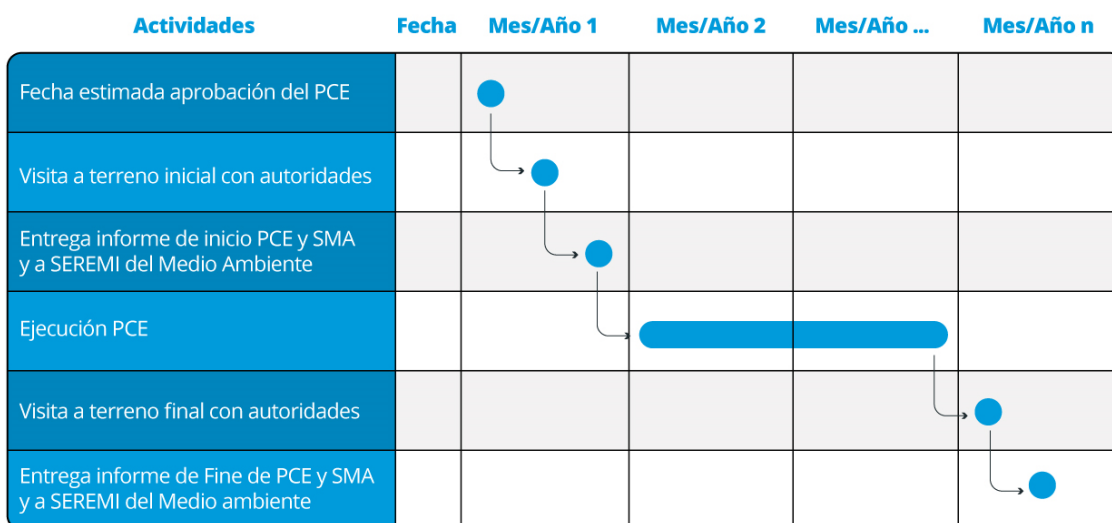 Actividades Fecha Mes/Año 1 Mes/Año 2 Mes/Año ... Mes/Año n
Fecha estimada aprobación del PCE
Visita a terreno inicial con autoridades
Entrega informe de inicio PCE y SMA
y a SEREMI del Medio Ambiente
Ejecución PCE
Visita a terreno final con autoridades
Entrega informe de Fine de PCE y SMA
y a SEREMI del Medio ambiente